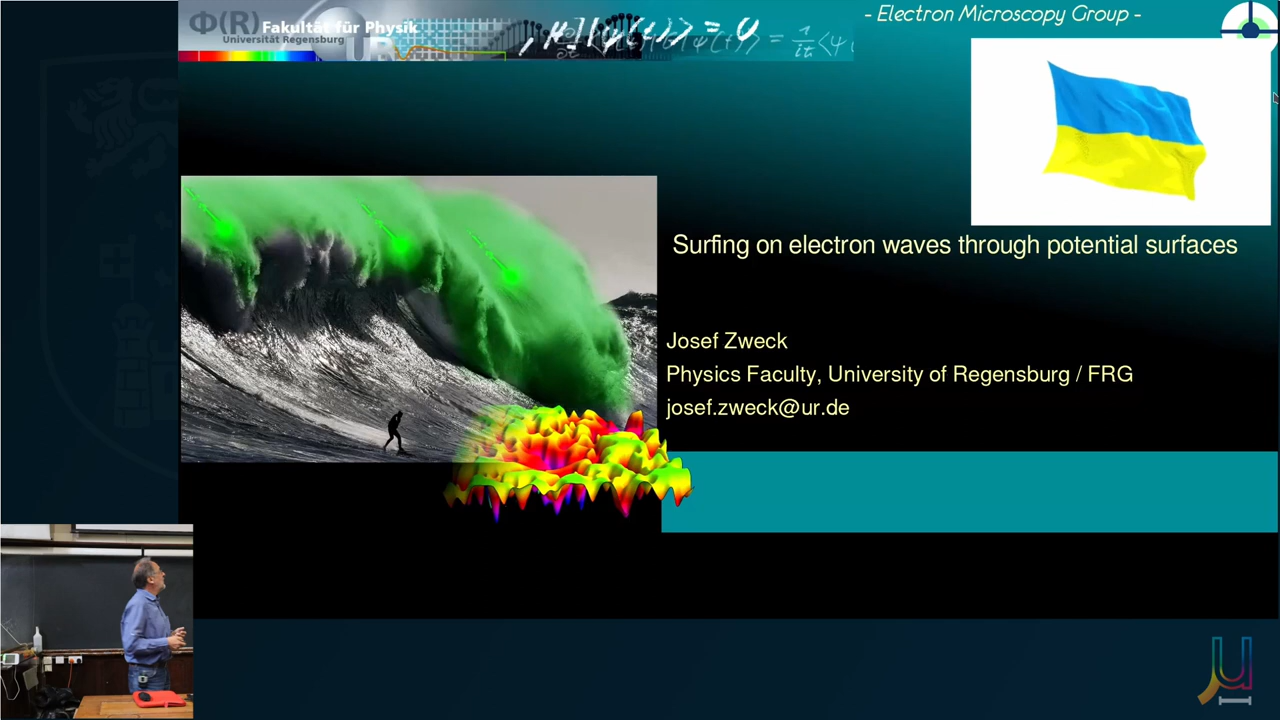 Φ(R) Fakultät für Physik
Universität Regensburg
UR
- Electron Microscopy Group -
Surfing on electron waves through potential surfaces
Josef Zweck
Physics Faculty, University of Regensburg / FRG
josef.zweck@ur.de